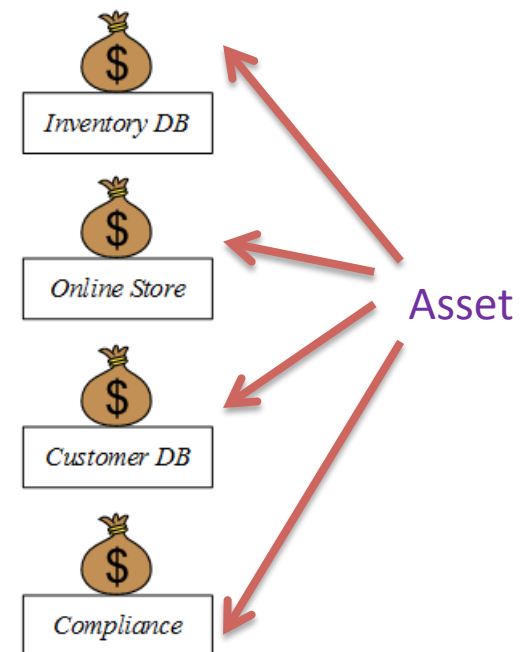 $
Inventory DB
$
Online Store
Asset
$
Customer DB
$
Compliance